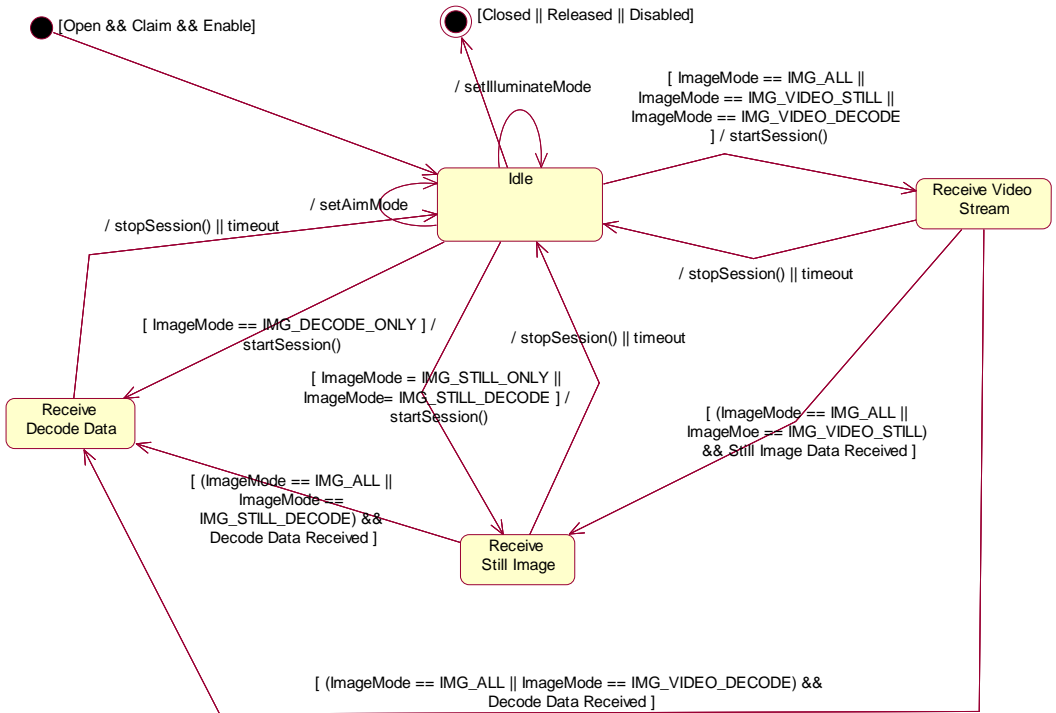 [Open && Claim && Enable]
[Closed || Released || Disabled]
/ setIlluminateMode
[ ImageMode == IMG_ALL ||
ImageMode == IMG_VIDEO_STILL ||
ImageMode == IMG_VIDEO_DECODE
] / startSession()
Idle
Receive Video
Stream
/ setAimMode
/ stopSession() || timeout
/ stopSession() || timeout
[ ImageMode == IMG_DECODE_ONLY ] /
startSession()
/ stopSession() || timeout
[ ImageMode = IMG_STILL_ONLY ||
ImageMode= IMG_STILL_DECODE ] /
startSession()
Receive
Decode Data
[ (ImageMode == IMG_ALL ||
ImageMoe == IMG_VIDEO_STILL)
&& Still Image Data Received ]
[ (ImageMode == IMG_ALL ||
ImageMode ==
IMG_STILL_DECODE) &&
Decode Data Received ]
Receive
Still Image
[ (ImageMode == IMG_ALL || ImageMode == IMG_VIDEO_DECODE) &&
Decode Data Received ]